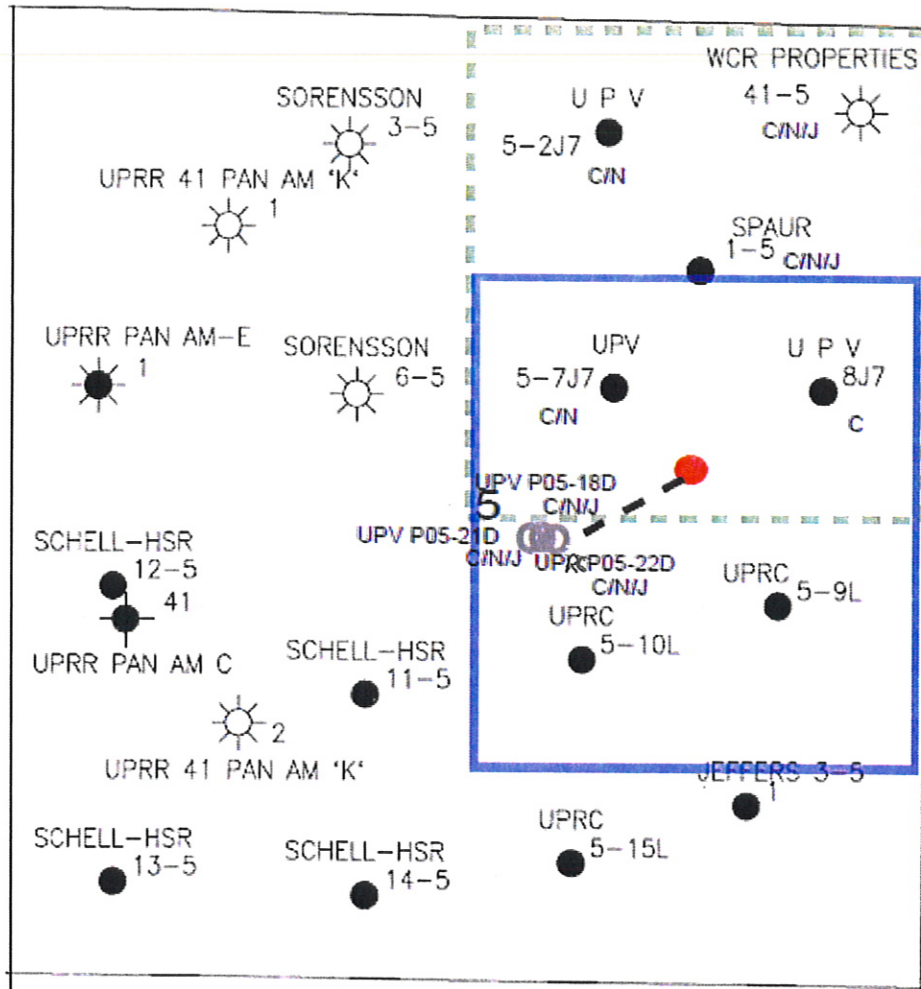 WCR PROPERTIES
41-5
C/N/J
SORENSSON
3-5
U P V
5-2J7
C/N
UPRR 41 PAN AM 'K'
1
SPAUR
1-5 C/N/J
UPRR PAN AM-E
1
SORENSSON
6-5
UPV
5-7J7
C/N
U P V
8J7
C
UPV P05-18D
C/N/J
5
UPV P05-21D
C/N/J
UPRC P05-22D
C/N/J
SCHELL-HSR
12-5
41
UPRR PAN AM C
UPRC
5-9L
UPRC
5-10L
SCHELL-HSR
11-5
2
UPRR 41 PAN AM 'K'
JEFFERS 3-5
1
SCHELL-HSR
13-5
SCHELL-HSR
14-5
UPRC
5-15L